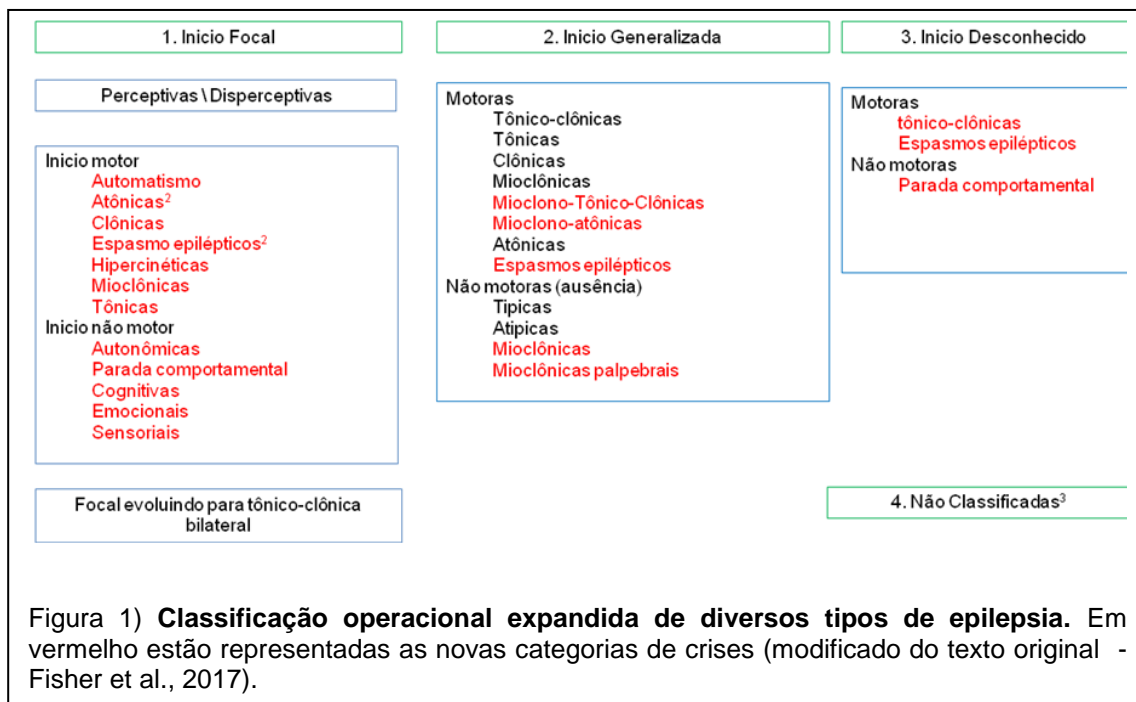 1. Inicio Focal
Perceptivas \ Disperceptivas
Inicio motor
Automatismo
Atônicas²
Clônicas
Espasmo epilépticos²
Hipercinéticas
Mioclônicas
Tônicas
Inicio não motor
Autonômicas
Parada comportamental
Cognitivas
Emocionais
Sensoriais
Focal evoluindo para tônico-clônica
bilateral
2. Inicio Generalizada
Motoras
Tônico-clônicas
Tônicas
Clônicas
Mioclônicas
Mioclono-Tônico-Clônicas
Mioclono-atônicas
Atônicas
Espasmos epilépticos
Não motoras (ausência)
Tipicas
Atipicas
Mioclônicas
Mioclônicas palpebrais
3. Inicio Desconhecido
Motoras
tônico-clônicas
Espasmos epilépticos
Não motoras
Parada comportamental
4. Não Classificadas³
Figura 1) Classificação operacional expandida de diversos tipos de epilepsia. Em
vermelho estão representadas as novas categorias de crises (modificado do texto original -
Fisher et al., 2017).